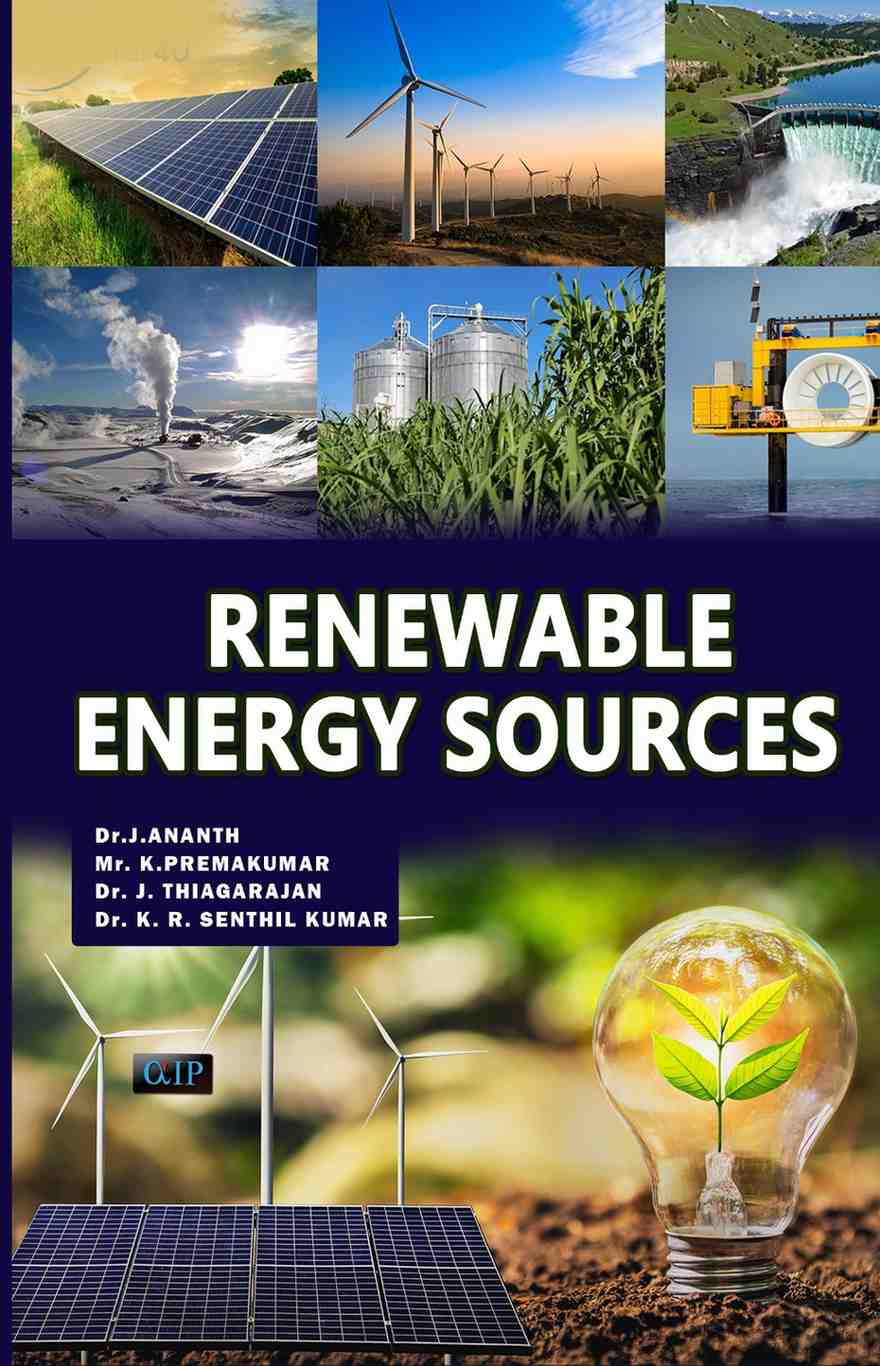 RENEWABLE
ENERGY SOURCES
Dr.J.ANANTH
Mr. K.PREMAKUMAR
Dr. J. THIAGARAJAN
Dr. K. R. SENTHIL KUMAR
αIP